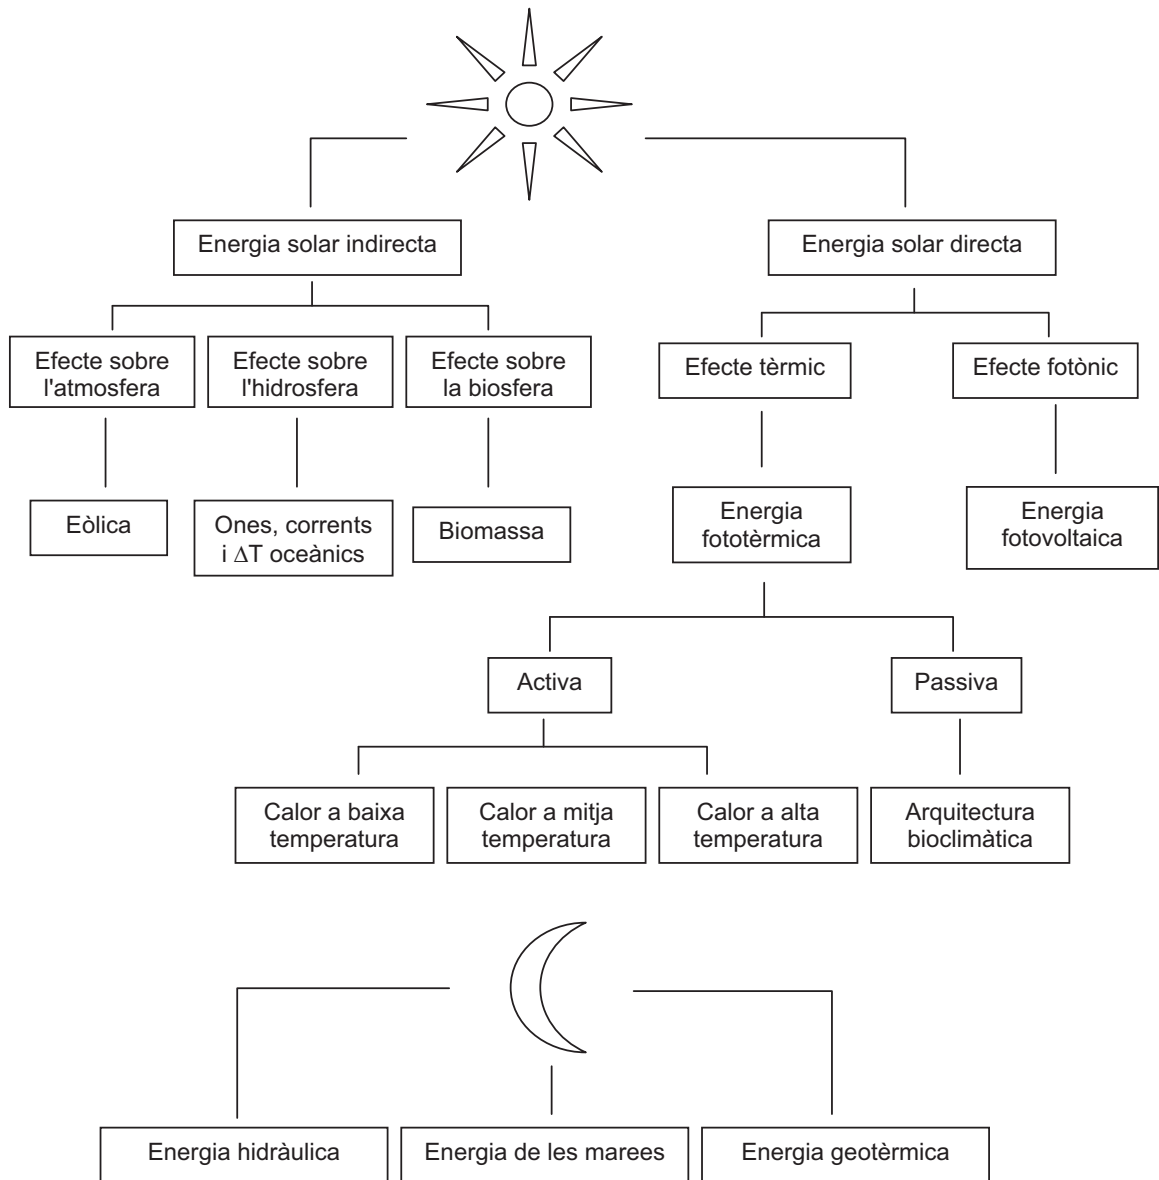 Energia solar indirecta
Energia solar directa
Efecte sobre
l'atmosfera
Efecte sobre
l'hidrosfera
Efecte sobre
la biosfera
Efecte tèrmic
Efecte fotònic
Eòlica
Ones, corrents
i ΔT oceànics
Biomassa
Energia
fototèrmica
Energia
fotovoltaica
Activa
Passiva
Calor a baixa
temperatura
Calor a mitja
temperatura
Calor a alta
temperatura
Arquitectura
bioclimàtica
Energia hidràulica
Energia de les marees
Energia geotèrmica